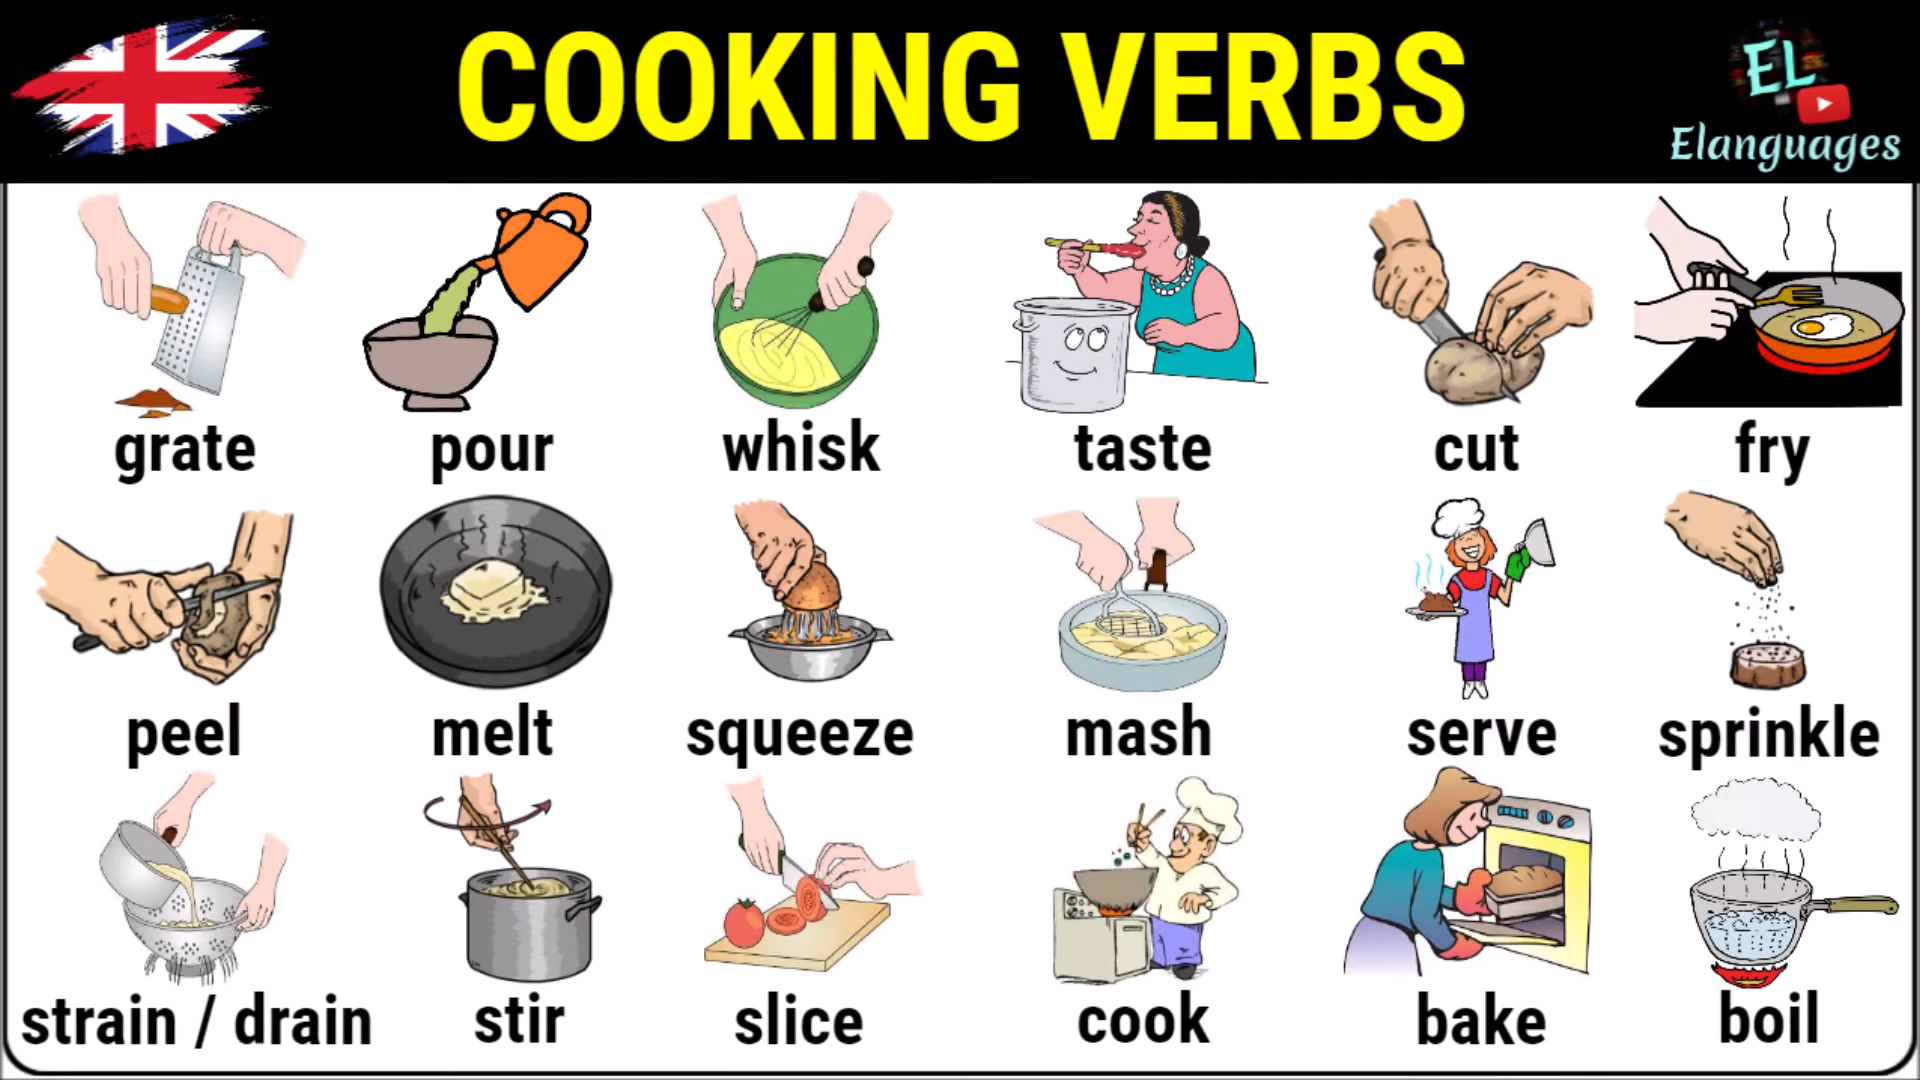 COOKING VERBS
EL
Elanguages
grate pour whisk taste cut fry
peel melt squeeze mash serve sprinkle
strain / drain stir slice cook bake boil